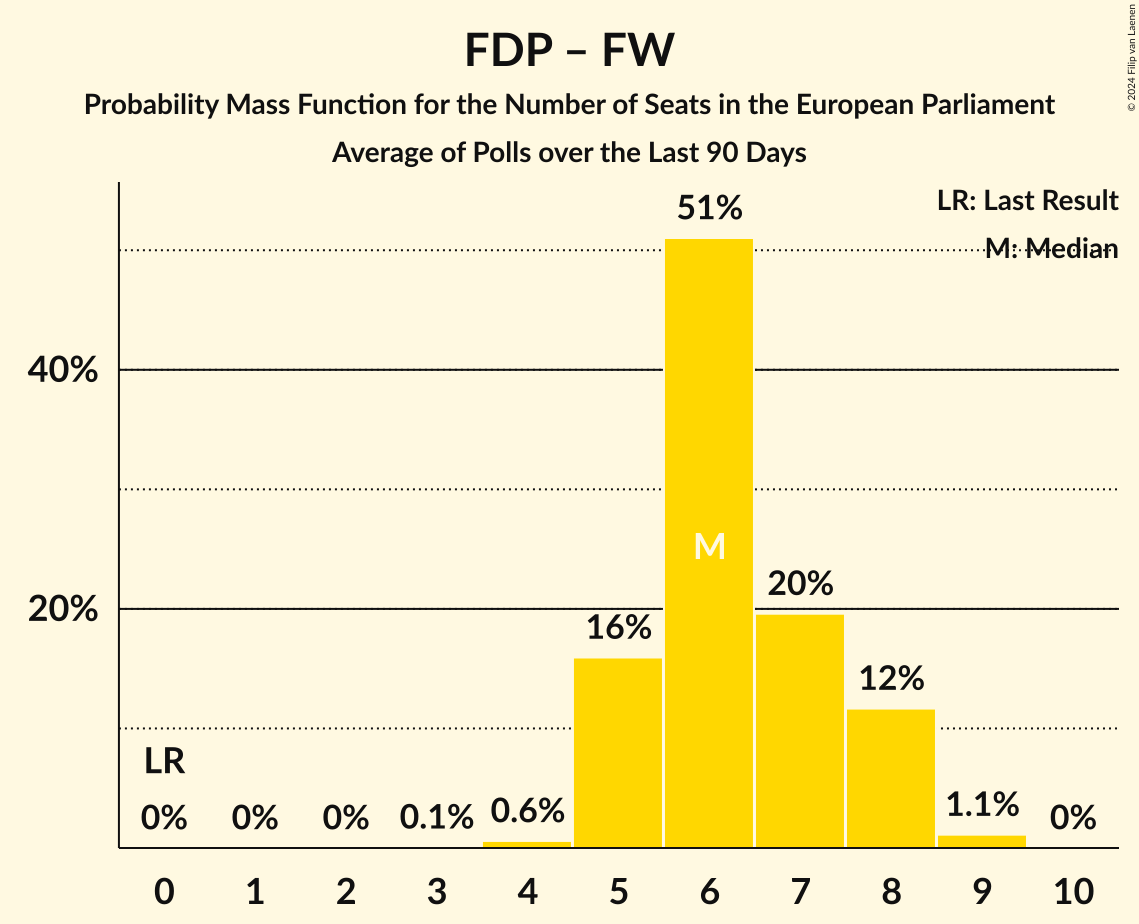 FDP – FW
Probability Mass Function for the Number of Seats in the European Parliament
Average of Polls over the Last 90 Days
© 2024 Filip van Laenen
LR: Last Result
M: Median
51%
40%
M
20%
20%
16%
12%
LR
0% 0% 0% 0.1% 0.6% 1.1% 0%
0 1 2 3 4 5 6 7 8 9 10